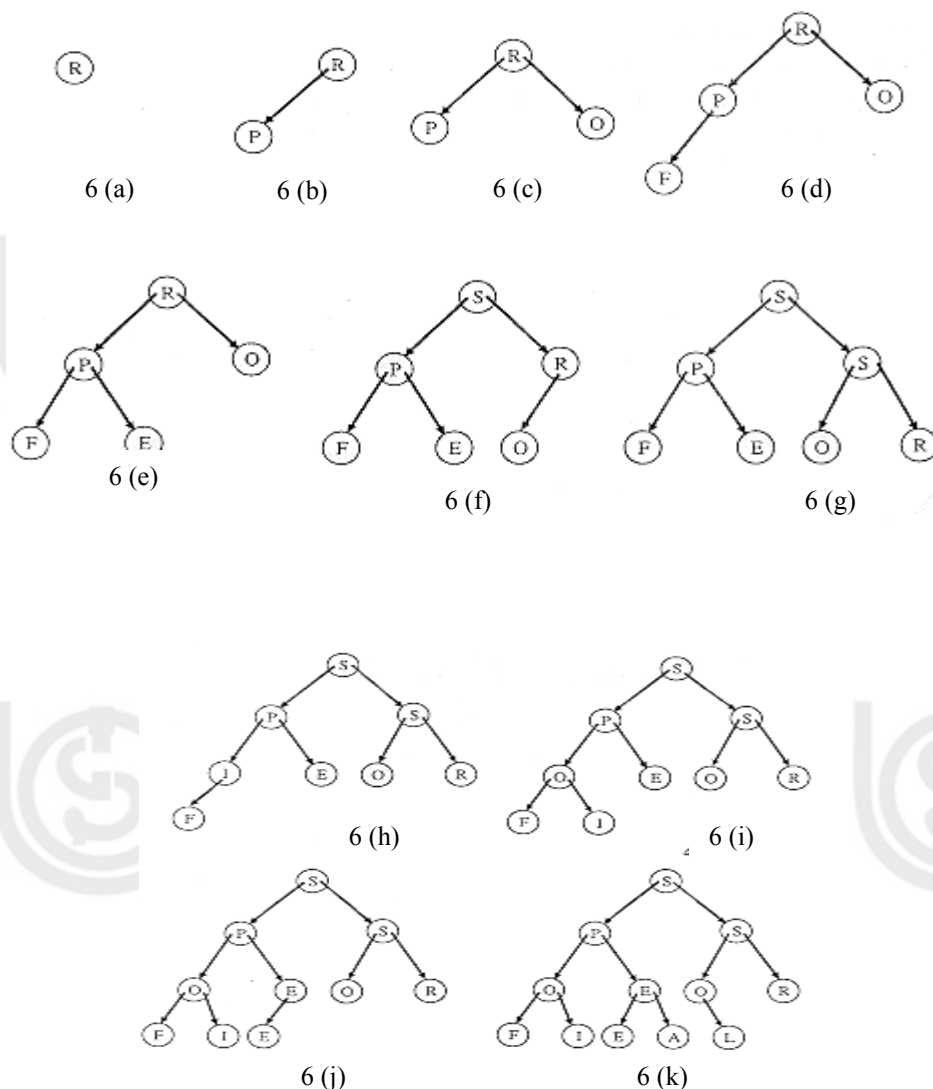 R
R
P
R
P O
R
P O
F
6 (a) 6 (b) 6 (c) 6 (d)
R
P O
F E
6 (e)
S
P R
F E O
6 (f)
S
P S
F E O R
6 (g)
S
P S
I E O R
F
6 (h)
S
P S
O E O R
F I
6 (i)
S
P S
O E O R
F I E
6 (j)
S
P S
O E O R
F I E A L
6 (k)